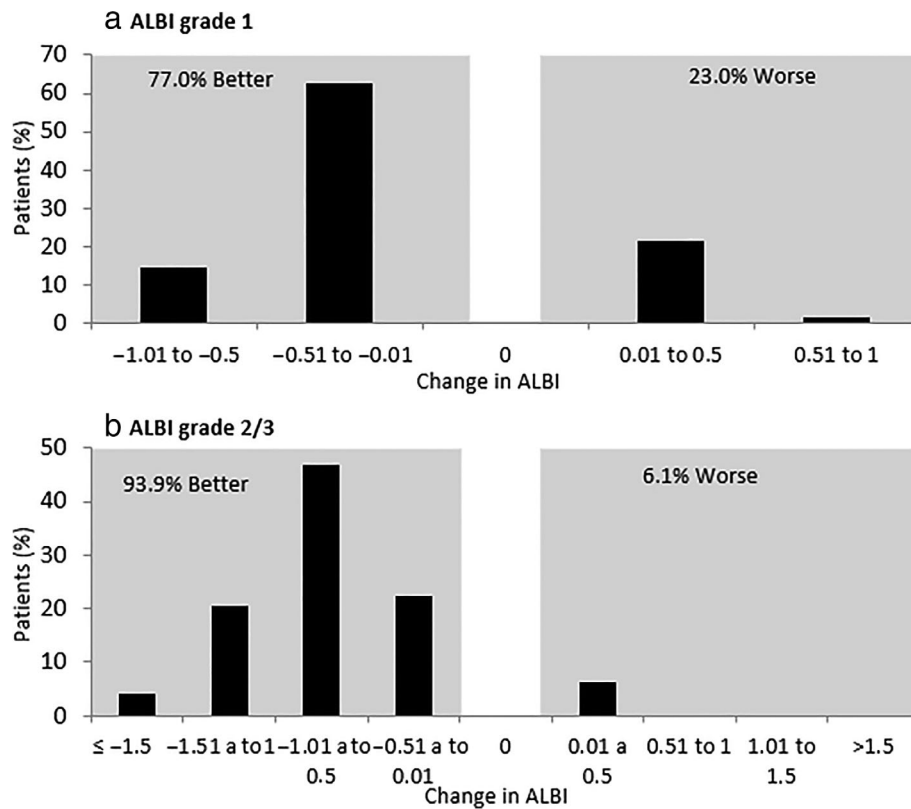 a ALBI grade 1
70
77.0% Better
23.0% Worse
60
50
40
30
20
10
0
Patients (%)
−1.01 to −0.5
−0.51 to −0.01
0
0.01 to 0.5
0.51 to 1
Change in ALBI
b ALBI grade 2/3
50
93.9% Better
6.1% Worse
40
30
20
10
0
Patients (%)
≤ −1.5
−1.51 a to 1
−1.01 a to
0.5
−0.51 a to
0.01
0
0.01 a
0.5
0.51 to 1
1.01 to
1.5
>1.5
Change in ALBI